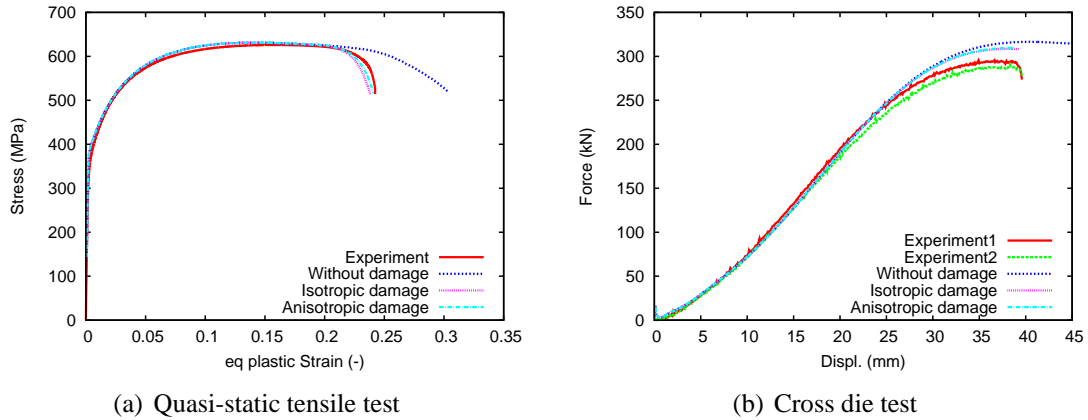 700
600
500
400
300
200
100
0
0 0.05 0.1 0.15 0.2 0.25 0.3 0.35
Stress (MPa)
eq plastic Strain (-)
Experiment
Without damage
Isotropic damage
Anisotropic damage
(a) Quasi-static tensile test
350
300
250
200
150
100
50
0
0 5 10 15 20 25 30 35 40 45
Force (kN)
Displ. (mm)
Experiment1
Experiment2
Without damage
Isotropic damage
Anisotropic damage
(b) Cross die test